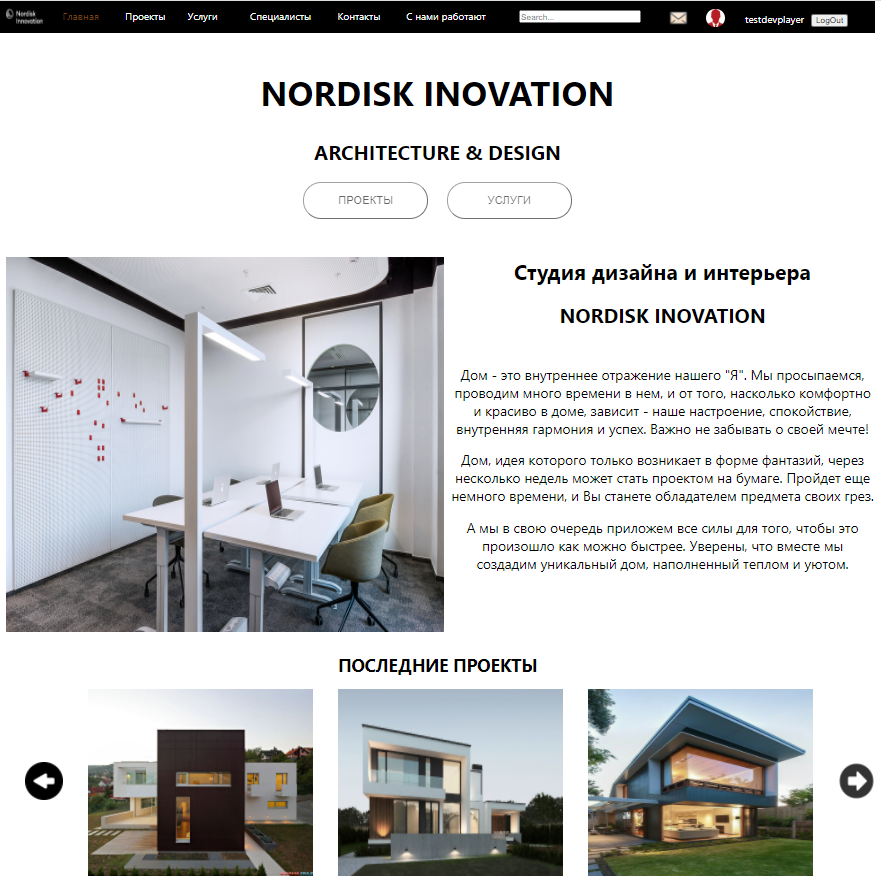 Nordisk
Innovation
Главная Проекты Услуги Специалисты Контакты С нами работают Search... testdevplayer LogOut
NORDISK INOVATION
ARCHITECTURE & DESIGN
ПРОЕКТЫ УСЛУГИ
Студия дизайна и интерьера
NORDISK INOVATION
Дом - это внутреннее отражение нашего "Я". Мы просыпаемся,
проводим много времени в нем, и от того, насколько комфортно
и красиво в доме, зависит - наше настроение, спокойствие,
внутренняя гармония и успех. Важно не забывать о своей мечте!
Дом, идея которого только возникает в форме фантазий, через
несколько недель может стать проектом на бумаге. Пройдет еще
немного времени, и Вы станете обладателем предмета своих грез.
А мы в свою очередь приложем все силы для того, чтобы это
произошло как можно быстрее. Уверены, что вместе мы
создадим уникальный дом, наполненный теплом и уютом.
ПОСЛЕДНИЕ ПРОЕКТЫ